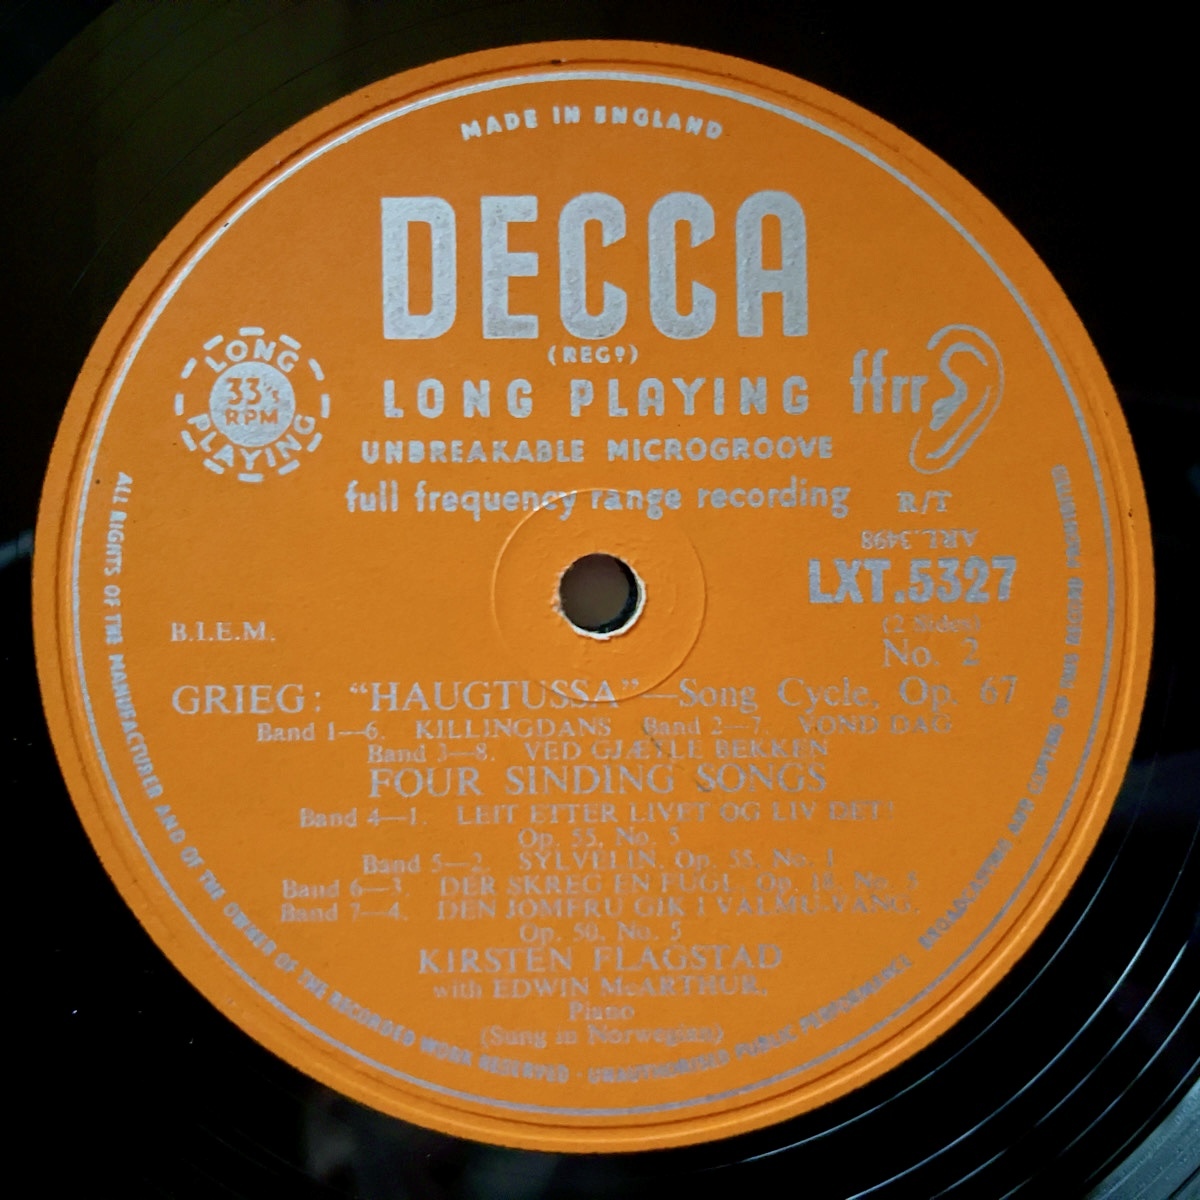 MADE IN ENGLAND
DECCA
(REGD)
LONG PLAYING
33⅓ RPM
LONG PLAYING
ffrr
UNBREAKABLE MICROGROOVE
full frequency range recording
R/T
ARL.3498
LXT.5327
(2 Sides)
No. 2
B.I.E.M.
GRIEG: “HAUGTUSSA”—Song Cycle, Op. 67
Band 1—6. KILLINGDANS Band 2—7. VOND DAG
Band 3—8. VED GJÆTLE BEKKEN
FOUR SINDING SONGS
Band 4—1. LEIT ETTER LIVET OG LIV DET!
Op. 55, No. 5
Band 5—2. SYLVELIN, Op. 55, No. 1
Band 6—3. DER SKREG EN FUGL, Op. 18, No. 5
Band 7—4. DEN JOMFRU GIK I VALMU-VANG,
Op. 50, No. 5
KIRSTEN FLAGSTAD
with EDWIN McARTHUR,
Piano
(Sung in Norwegian)
ALL RIGHTS OF THE MANUFACTURER AND OF THE OWNER OF THE RECORDED WORK RESERVED · UNAUTHORISED PUBLIC PERFORMANCE BROADCASTING AND COPYING OF THIS RECORD PROHIBITED